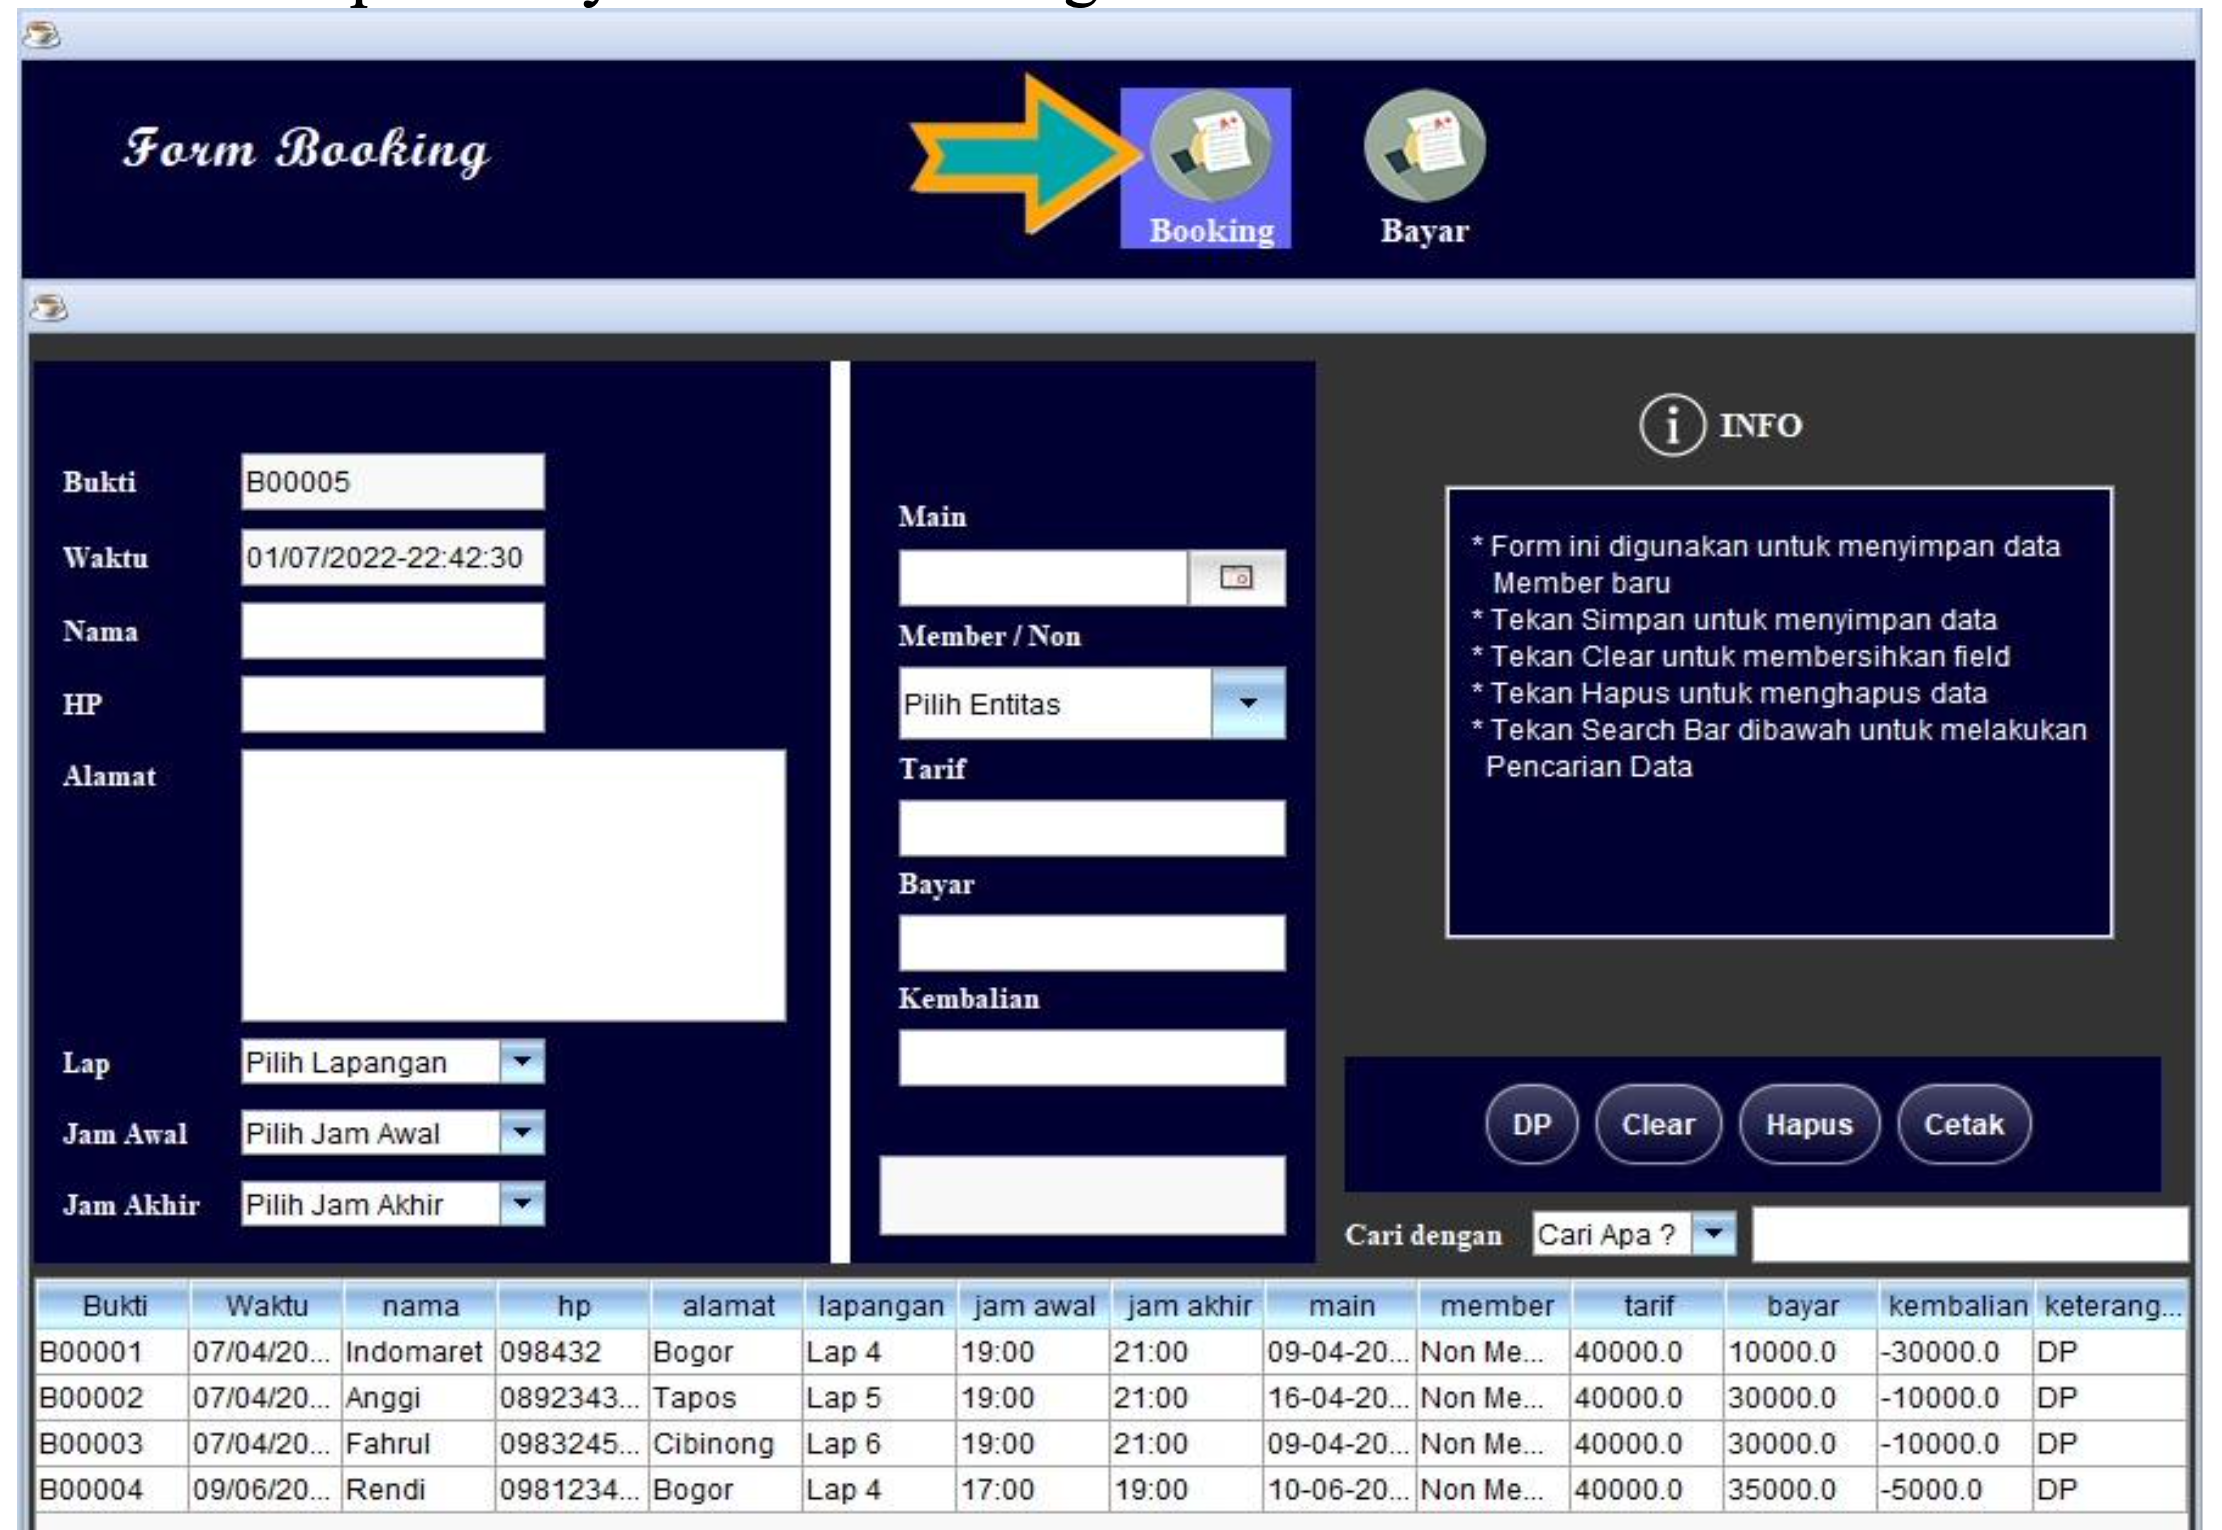 Form Booking
Booking
Bayar
Bukti
B00005
Waktu
01/07/2022-22:42:30
Nama
HP
Alamat
Lap
Pilih Lapangan
Jam Awal
Pilih Jam Awal
Jam Akhir
Pilih Jam Akhir
Main
Member / Non
Pilih Entitas
Tarif
Bayar
Kembalian
i INFO
* Form ini digunakan untuk menyimpan data
Member baru
* Tekan Simpan untuk menyimpan data
* Tekan Clear untuk membersihkan field
* Tekan Hapus untuk menghapus data
* Tekan Search Bar dibawah untuk melakukan
Pencarian Data
DP Clear Hapus Cetak
Cari dengan Cari Apa ?
Bukti Waktu nama hp alamat lapangan jam awal jam akhir main member tarif bayar kembalian keterang...
B00001 07/04/20... Indomaret 098432 Bogor Lap 4 19:00 21:00 09-04-20... Non Me... 40000.0 10000.0 -30000.0 DP
B00002 07/04/20... Anggi 0892343... Tapos Lap 5 19:00 21:00 16-04-20... Non Me... 40000.0 30000.0 -10000.0 DP
B00003 07/04/20... Fahrul 0983245... Cibinong Lap 6 19:00 21:00 09-04-20... Non Me... 40000.0 30000.0 -10000.0 DP
B00004 09/06/20... Rendi 0981234... Bogor Lap 4 17:00 19:00 10-06-20... Non Me... 40000.0 35000.0 -5000.0 DP